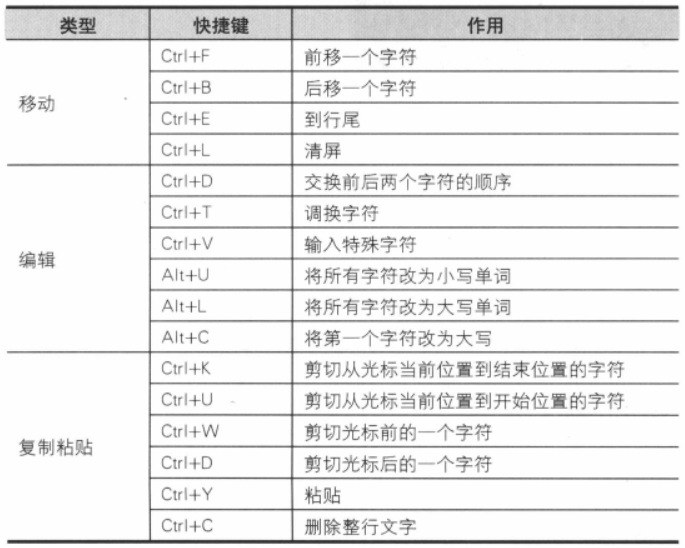 类型 快捷键 作用
移动
Ctrl+F 前移一个字符
Ctrl+B 后移一个字符
Ctrl+E 到行尾
Ctrl+L 清屏
编辑
Ctrl+D 交换前后两个字符的顺序
Ctrl+T 调换字符
Ctrl+V 输入特殊字符
Alt+U 将所有字符改为小写单词
Alt+L 将所有字符改为大写单词
Alt+C 将第一个字符改为大写
复制粘贴
Ctrl+K 剪切从光标当前位置到结束位置的字符
Ctrl+U 剪切从光标当前位置到开始位置的字符
Ctrl+W 剪切光标前的一个字符
Ctrl+D 剪切光标后的一个字符
Ctrl+Y 粘贴
Ctrl+C 删除整行文字